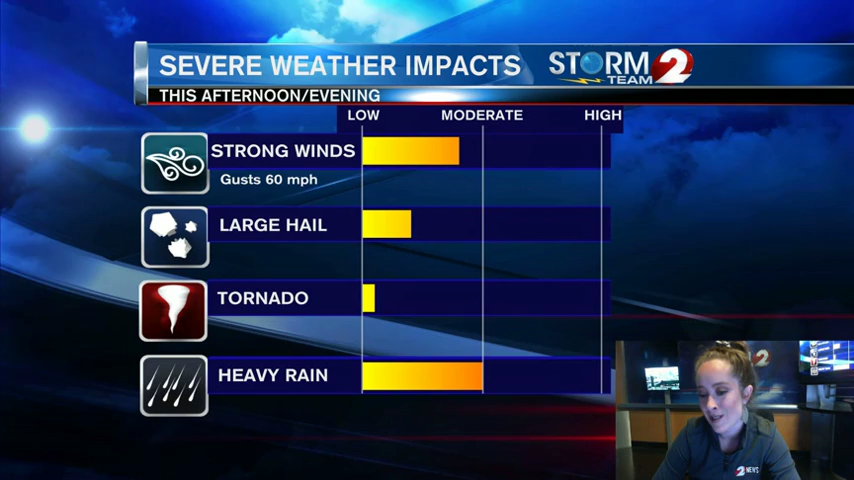 SEVERE WEATHER IMPACTS
STORM TEAM 2
THIS AFTERNOON/EVENING
LOW MODERATE HIGH
STRONG WINDS
Gusts 60 mph
LARGE HAIL
TORNADO
HEAVY RAIN
2
2 NEWS